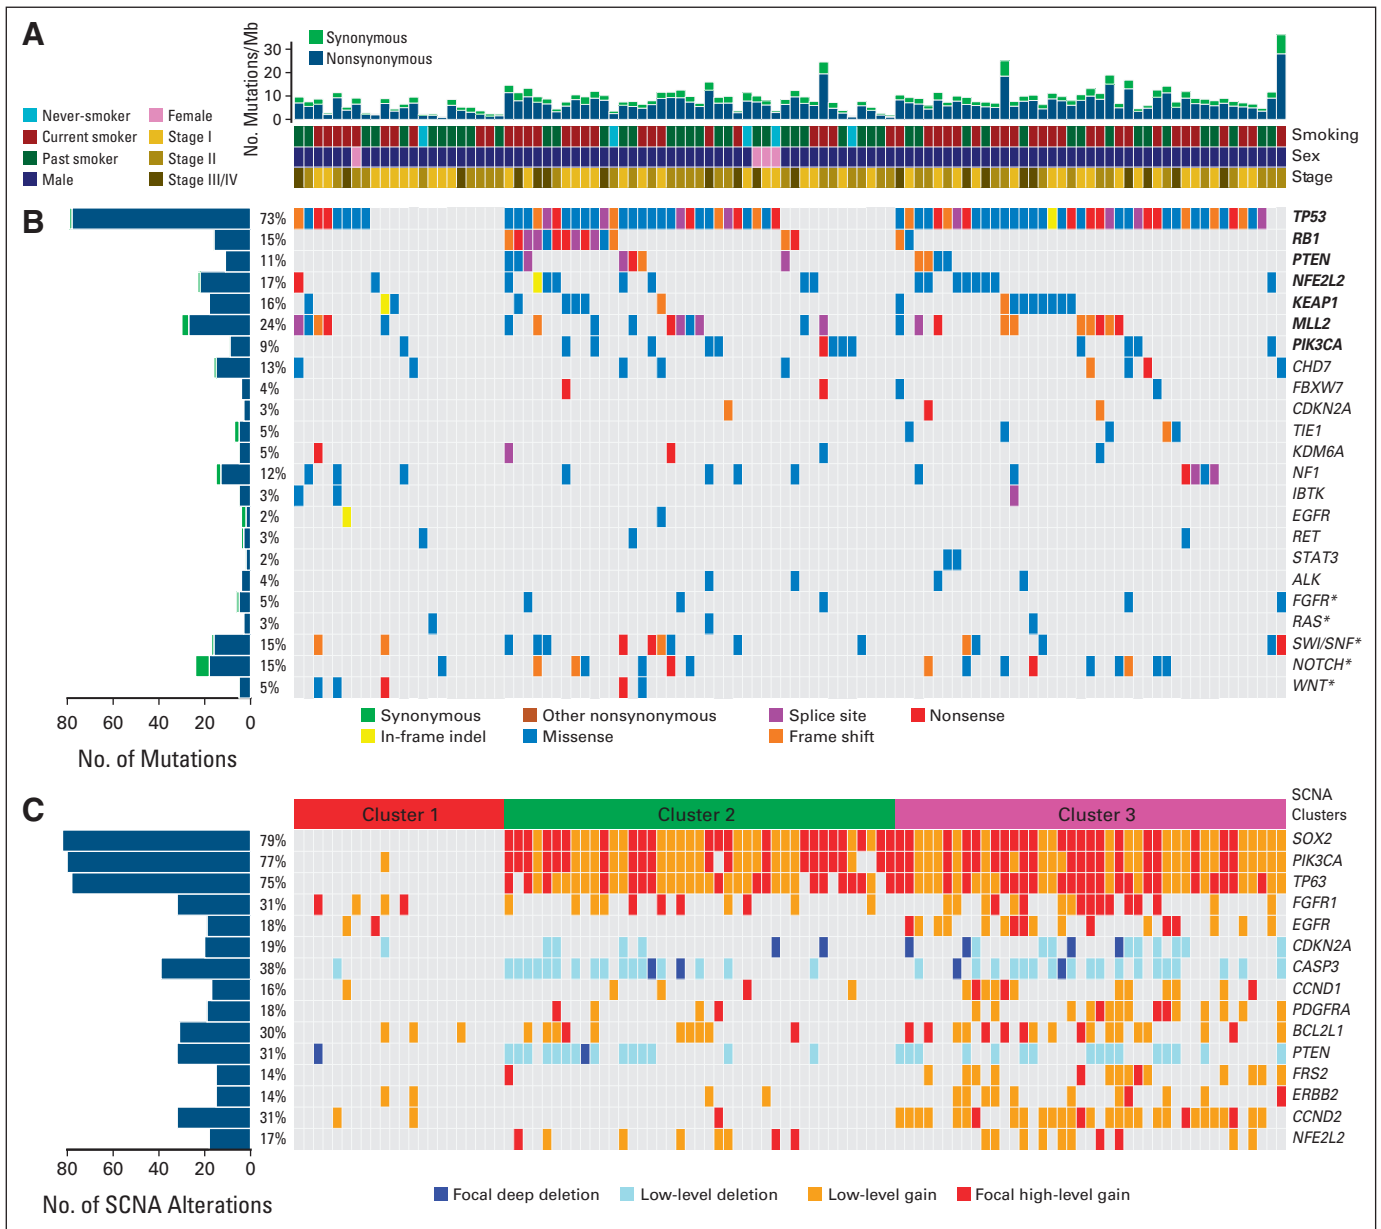 A
No. Mutations/Mb
30
20
10
0
Synonymous
Nonsynonymous
Never-smoker
Current smoker
Past smoker
Male
Female
Stage I
Stage II
Stage III/IV
Smoking
Sex
Stage
B
73% TP53
15% RB1
11% PTEN
17% NFE2L2
16% KEAP1
24% MLL2
9% PIK3CA
13% CHD7
4% FBXW7
3% CDKN2A
5% TIE1
5% KDM6A
12% NF1
3% IBTK
2% EGFR
3% RET
2% STAT3
4% ALK
5% FGFR*
3% RAS*
15% SWI/SNF*
15% NOTCH*
5% WNT*
80 60 40 20 0
No. of Mutations
Synonymous Other nonsynonymous Splice site Nonsense
In-frame indel Missense Frame shift
C
Cluster 1 Cluster 2 Cluster 3
SCNA
Clusters
79% SOX2
77% PIK3CA
75% TP63
31% FGFR1
18% EGFR
19% CDKN2A
38% CASP3
16% CCND1
18% PDGFRA
30% BCL2L1
31% PTEN
14% FRS2
14% ERBB2
31% CCND2
17% NFE2L2
80 60 40 20 0
No. of SCNA Alterations
Focal deep deletion Low-level deletion Low-level gain Focal high-level gain